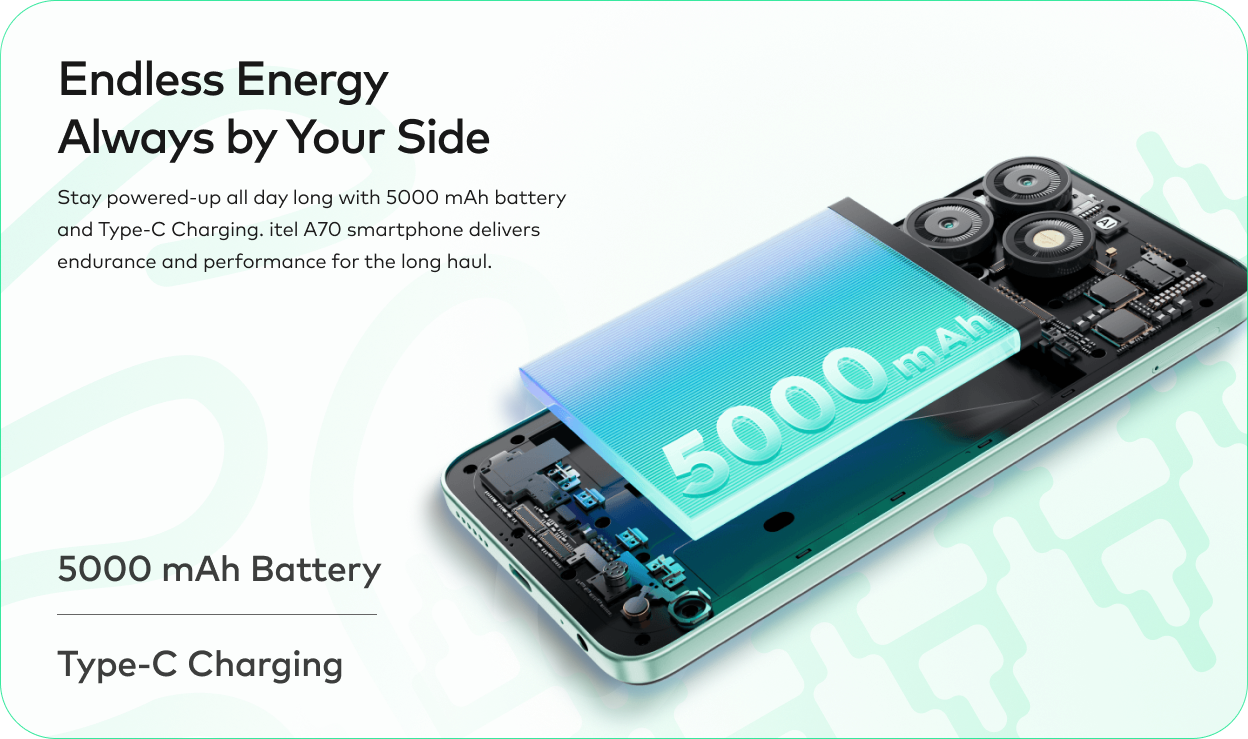 Endless Energy
Always by Your Side
Stay powered-up all day long with 5000 mAh battery
and Type-C Charging. itel A70 smartphone delivers
endurance and performance for the long haul.
AI
5000 mAh
5000 mAh Battery
Type-C Charging